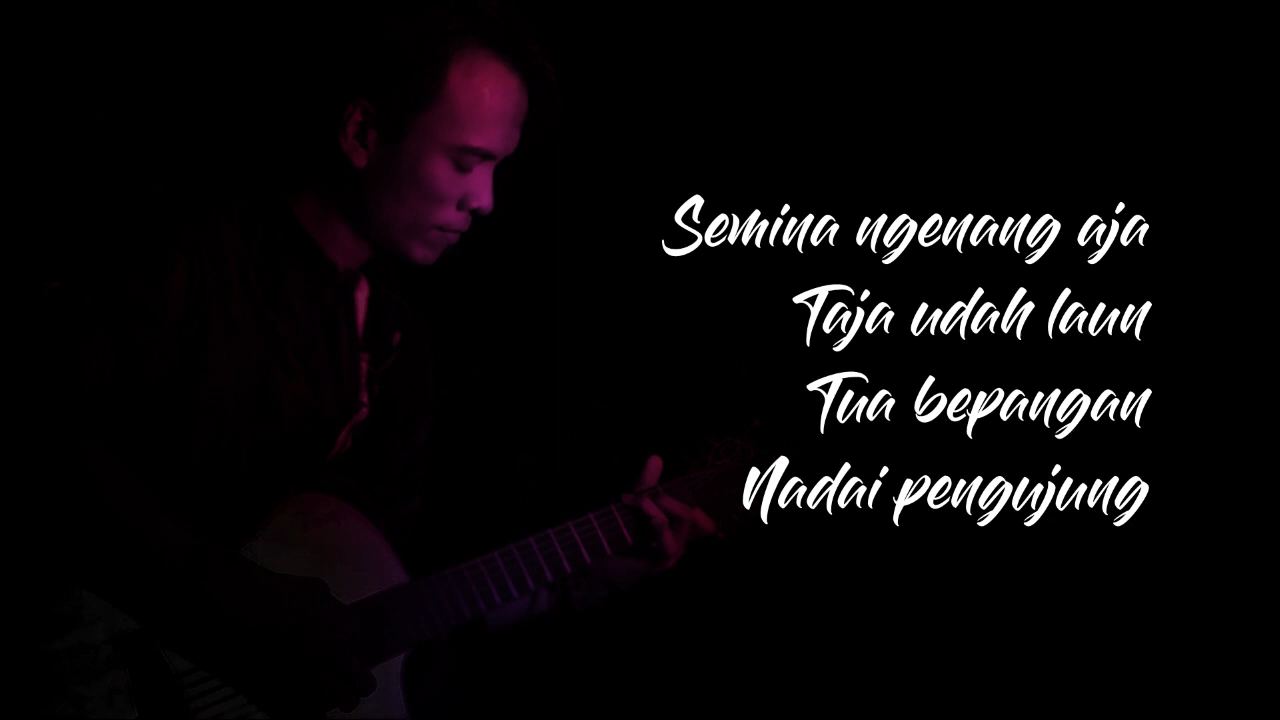 Semina ngenang aja
Taja udah laun
Tua bepangan
Nadai pengujung